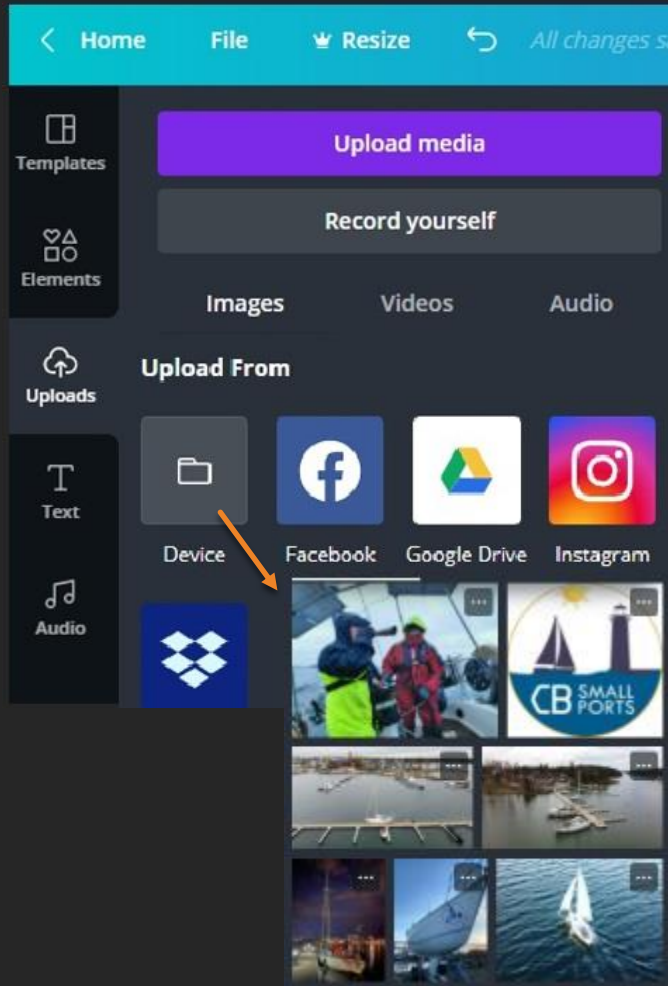 Home File Resize All changes s
Upload media
Templates
Record yourself
Elements
Images Videos Audio
Upload From
Uploads
Text
Device Facebook Google Drive Instagram
Audio
CB SMALL
PORTS